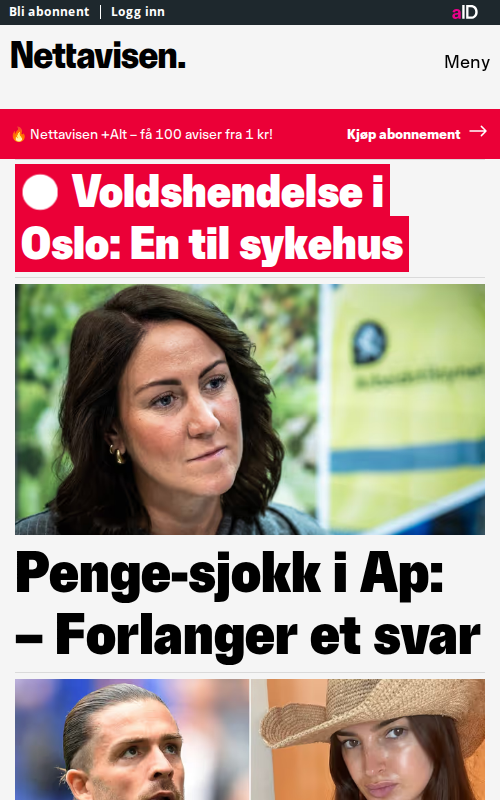 Bli abonnent
Logg inn
aID
Nettavisen.
Meny
🔥 Nettavisen +Alt – få 100 aviser fra 1 kr!
Kjøp abonnement →
Voldshendelse i
Oslo: En til sykehus
Penge-sjokk i Ap:
– Forlanger et svar